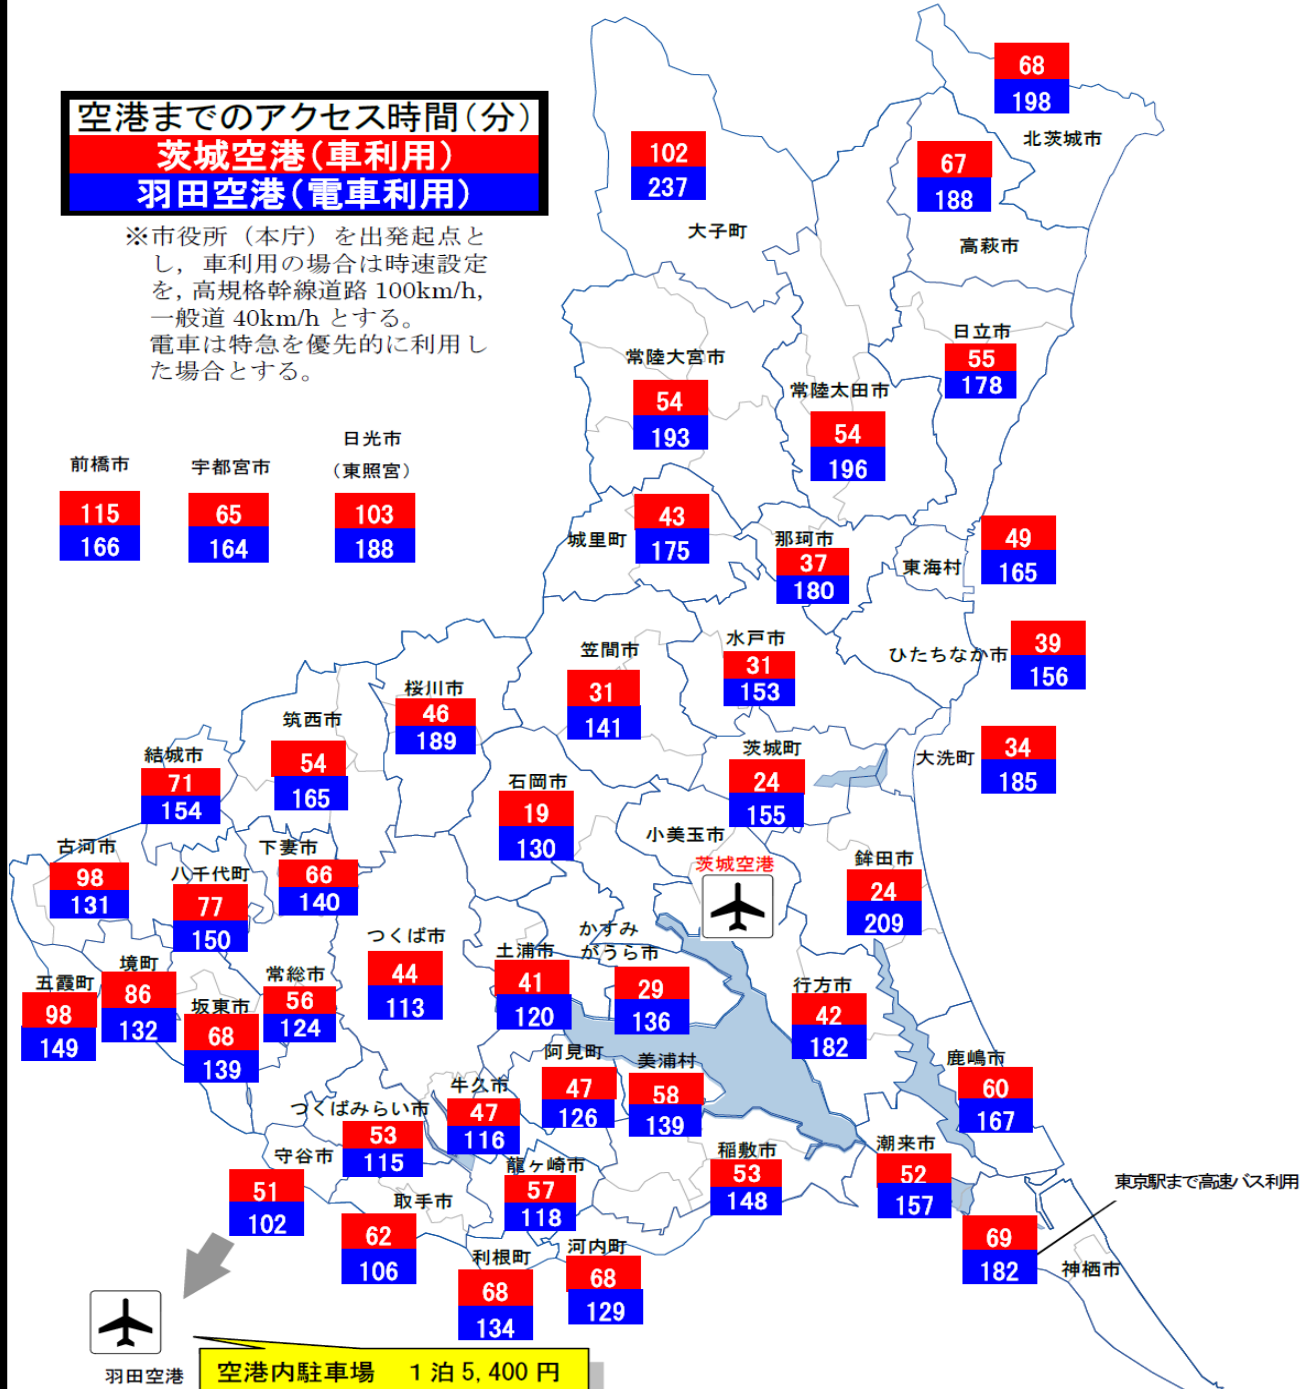 空港までのアクセス時間(分)
茨城空港(車利用)
羽田空港(電車利用)
※市役所（本庁）を出発起点と
し，車利用の場合は時速設定
を，高規格幹線道路 100km/h，
一般道 40km/h とする。
電車は特急を優先的に利用し
た場合とする。
68
198
北茨城市
102
237
大子町
67
188
高萩市
日立市
55
178
常陸大宮市
54
193
常陸太田市
54
196
前橋市
115
166
宇都宮市
65
164
日光市
（東照宮）
103
188
城里町
43
175
那珂市
37
180
東海村
49
165
笠間市
31
141
水戸市
31
153
ひたちなか市
39
156
桜川市
46
189
筑西市
54
165
結城市
71
154
石岡市
19
130
茨城町
24
155
大洗町
34
185
小美玉市
茨城空港
鉾田市
24
209
古河市
98
131
八千代町
77
150
下妻市
66
140
つくば市
44
113
土浦市
41
120
かすみ
がうら市
29
136
行方市
42
182
五霞町
98
149
境町
86
132
坂東市
68
139
常総市
56
124
阿見町
47
126
美浦村
58
139
鹿嶋市
60
167
牛久市
47
116
つくばみらい市
53
115
守谷市
51
102
取手市
62
106
龍ヶ崎市
57
118
稲敷市
53
148
潮来市
52
157
東京駅まで高速バス利用
69
182
神栖市
利根町
68
134
河内町
68
129
羽田空港
空港内駐車場　１泊5,400円